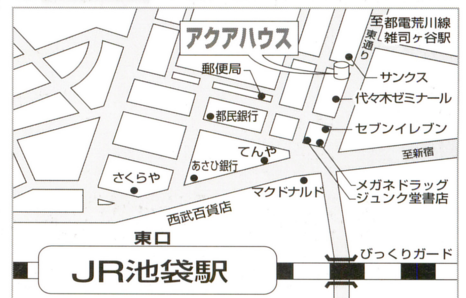 至都電荒川線
雑司ヶ谷駅
東通り
アクアハウス
郵便局
サンクス
代々木ゼミナール
都民銀行
セブンイレブン
てんや
至新宿
あさひ銀行
さくらや
マクドナルド
メガネドラッグ
ジュンク堂書店
西武百貨店
東口
びっくりガード
JR池袋駅